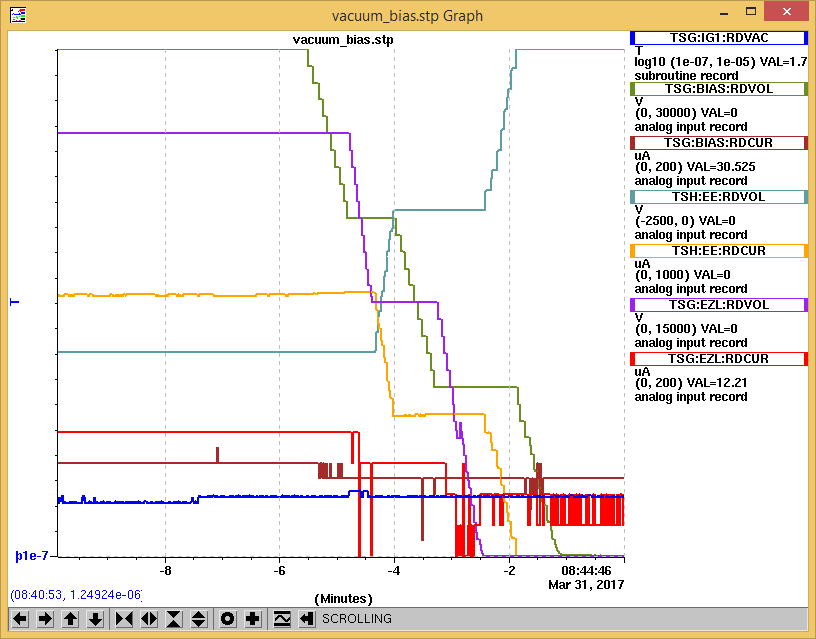 vacuum_bias.stp Graph
vacuum_bias.stp
TSG:IG1:RDVAC
T
log10 (1e-07, 1e-05) VAL=1.7
subroutine record
TSG:BIAS:RDVOL
V
(0, 30000) VAL=0
analog input record
TSG:BIAS:RDCUR
uA
(0, 200) VAL=30.525
analog input record
TSH:EE:RDVOL
V
(-2500, 0) VAL=0
analog input record
TSH:EE:RDCUR
uA
(0, 1000) VAL=0
analog input record
TSG:EZL:RDVOL
V
(0, 15000) VAL=0
analog input record
TSG:EZL:RDCUR
uA
(0, 200) VAL=12.21
analog input record
T
1e-7
-8 -6 -4 -2 08:44:46
Mar 31, 2017
(08:40:53, 1.24924e-06)
(Minutes)
SCROLLING